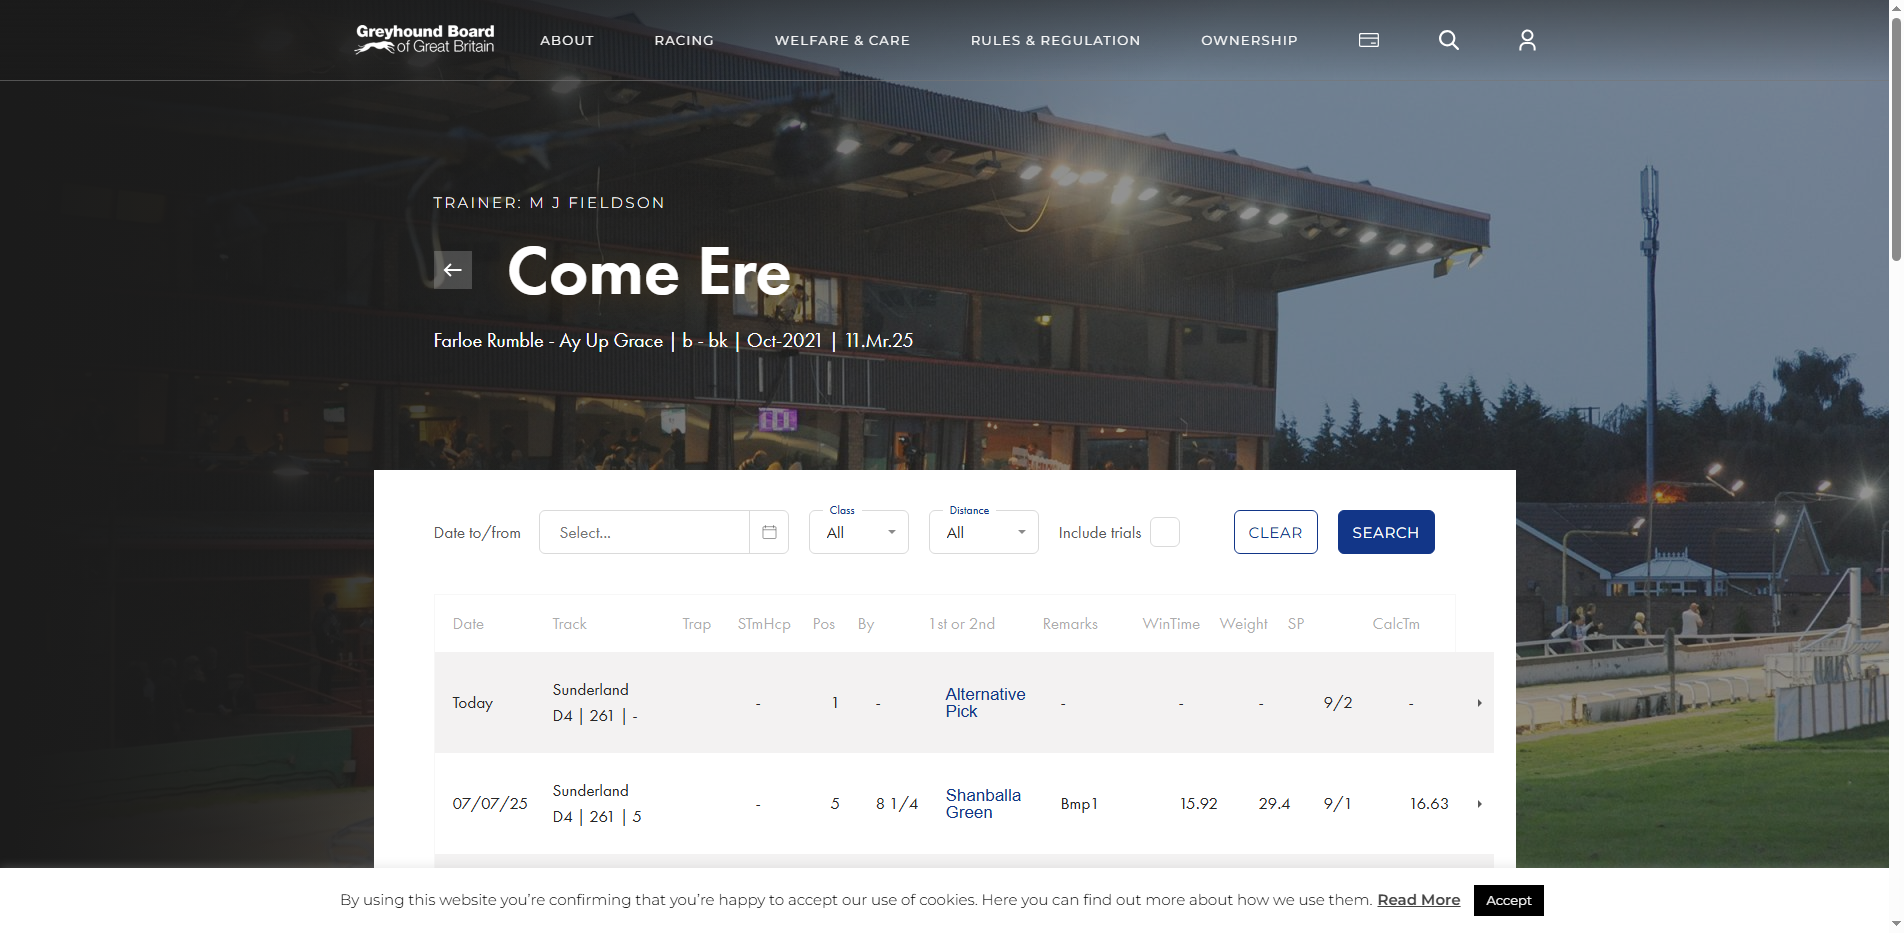 Greyhound Board
of Great Britain
ABOUT
RACING
WELFARE & CARE
RULES & REGULATION
OWNERSHIP
TRAINER: M J FIELDSON
Come Ere
Farloe Rumble - Ay Up Grace | b - bk | Oct-2021 | 11.Mr.25
Date to/from
Select...
Class
All
Distance
All
Include trials
CLEAR
SEARCH
Date Track Trap STmHcp Pos By 1st or 2nd Remarks WinTime Weight SP CalcTm
Today
Sunderland
D4 | 261 | -
- 1 -
Alternative
Pick
- - - 9/2 -
07/07/25
Sunderland
D4 | 261 | 5
- 5 8 1/4
Shanballa
Green
Bmp1 15.92 29.4 9/1 16.63
By using this website you're confirming that you're happy to accept our use of cookies. Here you can find out more about how we use them. Read More
Accept